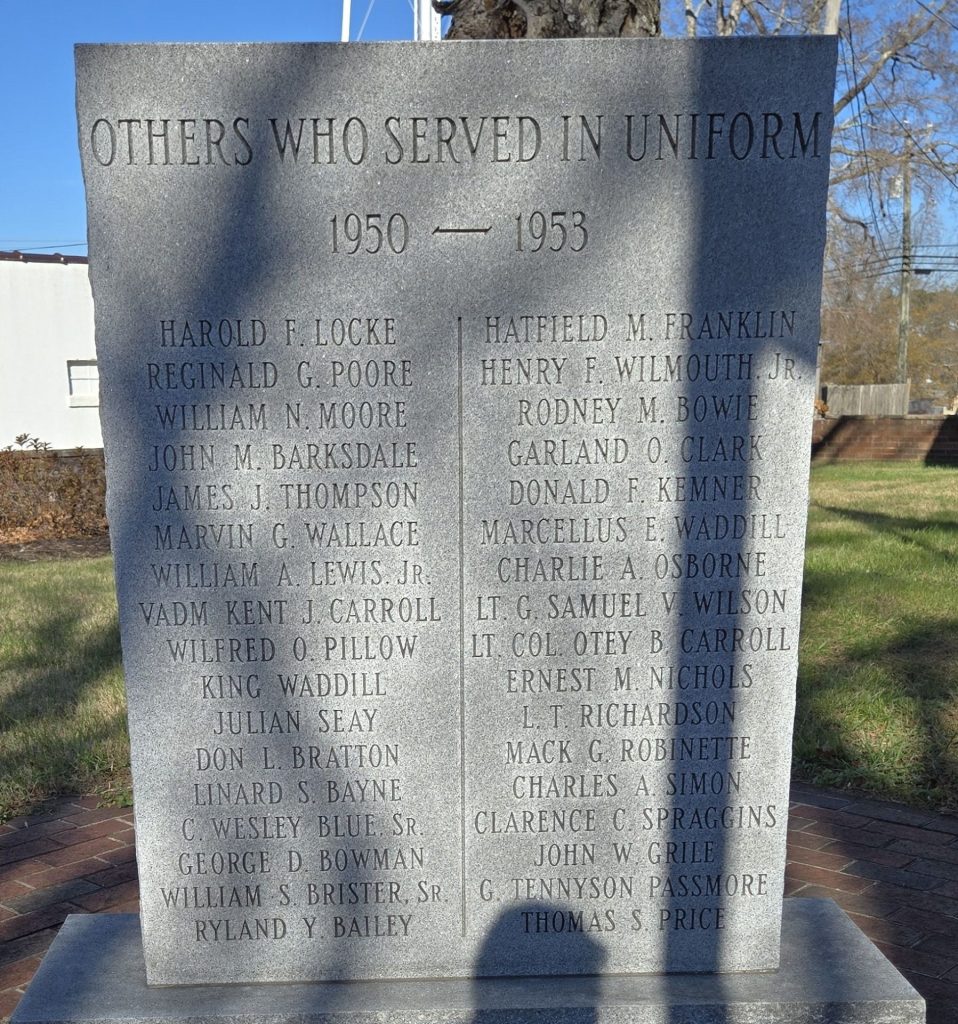 OTHERS WHO SERVED IN UNIFORM
1950 — 1953
HAROLD F. LOCKE
REGINALD G. POORE
WILLIAM N. MOORE
JOHN M. BARKSDALE
JAMES J. THOMPSON
MARVIN G. WALLACE
WILLIAM A. LEWIS, JR.
VADM KENT J. CARROLL
WILFRED O. PILLOW
KING WADDILL
JULIAN SEAY
DON L. BRATTON
LINARD S. BAYNE
C. WESLEY BLUE, SR.
GEORGE D. BOWMAN
WILLIAM S. BRISTER, SR.
RYLAND Y. BAILEY
HATFIELD M. FRANKLIN
HENRY F. WILMOUTH, JR.
RODNEY M. BOWIE
GARLAND O. CLARK
DONALD F. KEMNER
MARCELLUS E. WADDILL
CHARLIE A. OSBORNE
LT. G. SAMUEL V. WILSON
LT. COL. OTEY B. CARROLL
ERNEST M. NICHOLS
L. T. RICHARDSON
MACK G. ROBINETTE
CHARLES A. SIMON
CLARENCE C. SPRAGGINS
JOHN W. GRILE
G. TENNYSON PASSMORE
THOMAS S. PRICE